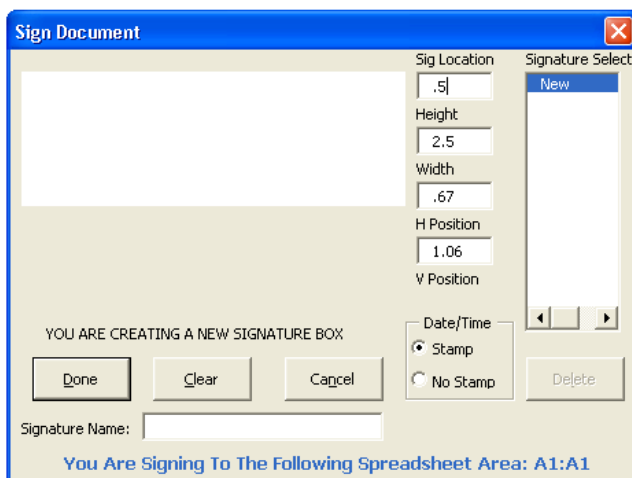 Sign Document
Sig Location
Signature Select
.5
New
Height
2.5
Width
.67
H Position
1.06
V Position
YOU ARE CREATING A NEW SIGNATURE BOX
Date/Time
Stamp
No Stamp
Done
Clear
Cancel
Delete
Signature Name:
You Are Signing To The Following Spreadsheet Area: A1:A1